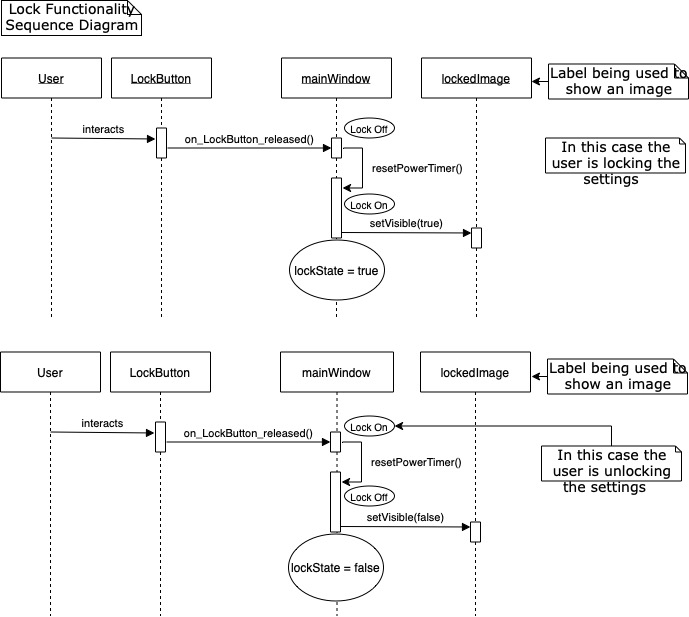 Lock Functionality
Sequence Diagram
User
LockButton
mainWindow
lockedImage
Label being used to
show an image
interacts
on_LockButton_released()
Lock Off
resetPowerTimer()
Lock On
setVisible(true)
lockState = true
In this case the
user is locking the
settings
User
LockButton
mainWindow
lockedImage
Label being used to
show an image
interacts
on_LockButton_released()
Lock On
resetPowerTimer()
Lock Off
setVisible(false)
lockState = false
In this case the
user is unlocking
the settings